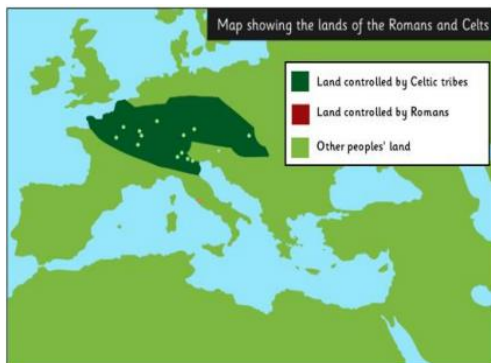 Map showing the lands of the Romans and Celts
Land controlled by Celtic tribes
Land controlled by Romans
Other peoples' land